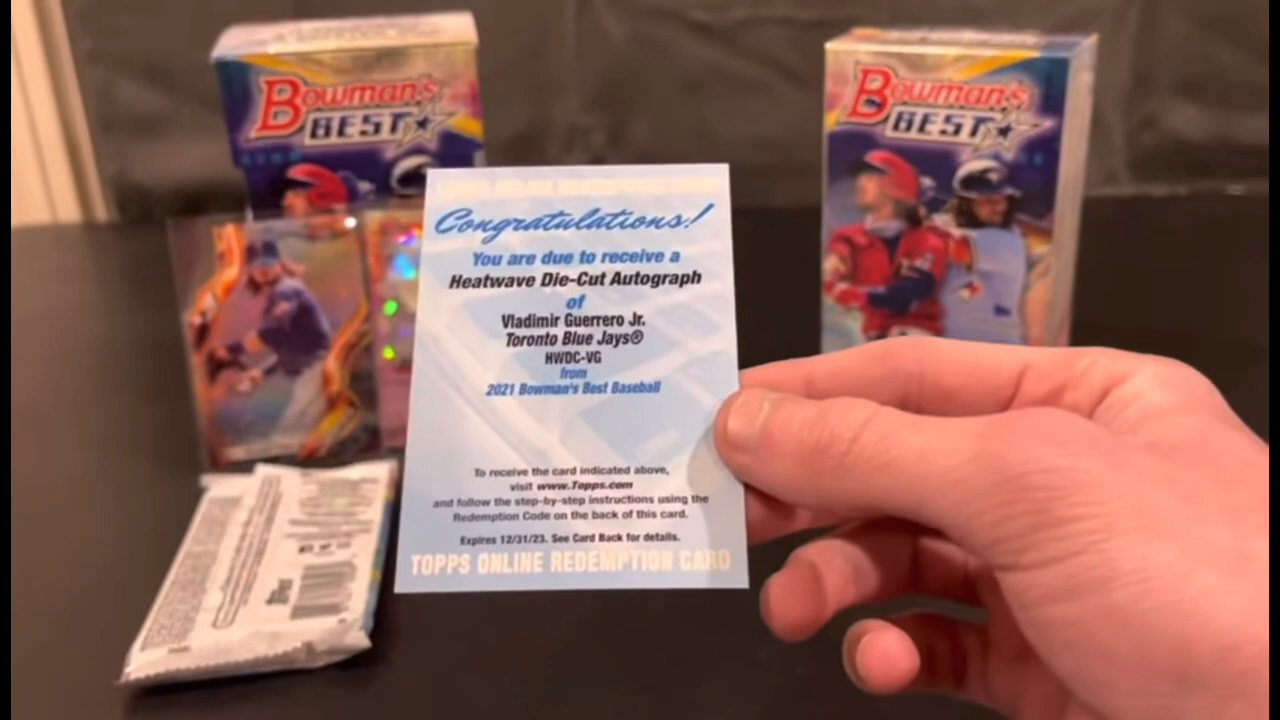 Bowman's
BEST
Bowman's
BEST
Congratulations!
You are due to receive a
Heatwave Die-Cut Autograph
of
Vladimir Guerrero Jr.
Toronto Blue Jays®
HWDC-VG
from
2021 Bowman's Best Baseball
To receive the card indicated above,
visit www.Topps.com
and follow the step-by-step instructions using the
Redemption Code on the back of this card.
Expires 12/31/23. See Card Back for details.
TOPPS ONLINE REDEMPTION CARD
Topps